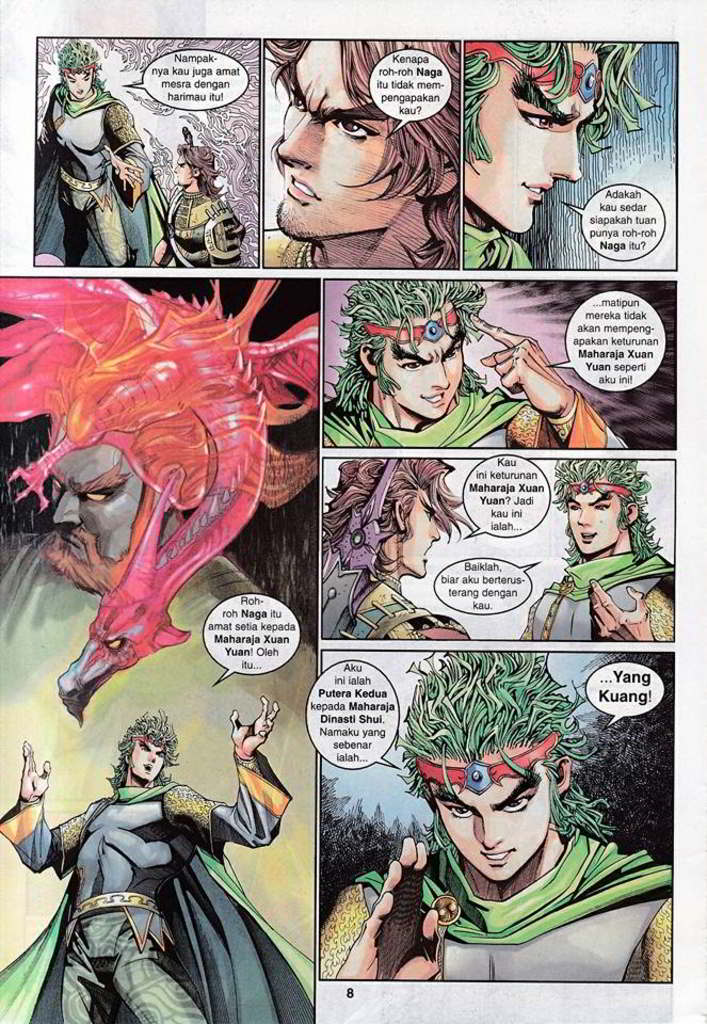 Nampak-
nya kau juga amat
mesra dengan
harimau itu!
Kenapa
roh-roh Naga
itu tidak mem-
pengapakan
kau?
Adakah
kau sedar
siapakah tuan
punya roh-roh
Naga itu?
Roh-
roh Naga itu
amat setia kepada
Maharaja Xuan
Yuan! Oleh
itu...
...matipun
mereka tidak
akan mempeng-
apakan keturunan
Maharaja Xuan
Yuan seperti
aku ini!
Kau
ini keturunan
Maharaja Xuan
Yuan? Jadi
kau ini
ialah...
Baiklah,
biar aku berterus-
terang dengan
kau.
Aku
ini ialah
Putera Kedua
kepada Maharaja
Dinasti Shui.
Namaku yang
sebenar
ialah...
...Yang
Kuang!
8